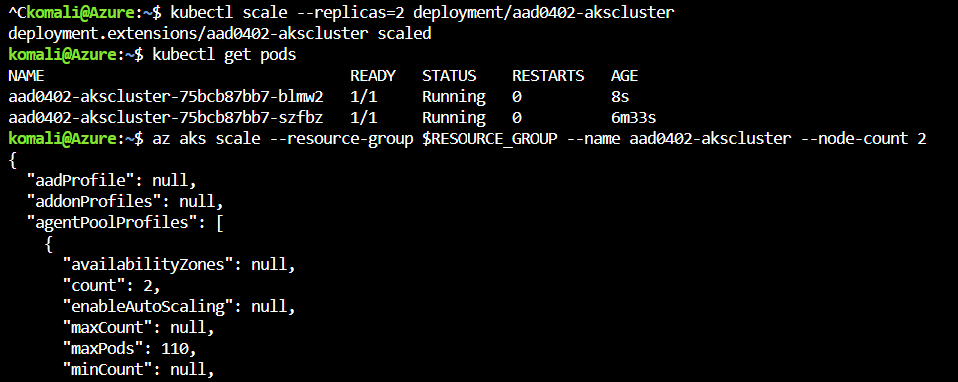 ^Ckomali@Azure:~$ kubectl scale --replicas=2 deployment/aad0402-akscluster
deployment.extensions/aad0402-akscluster scaled
komali@Azure:~$ kubectl get pods
NAME READY STATUS RESTARTS AGE
aad0402-akscluster-75bcb87bb7-blmw2 1/1 Running 0 8s
aad0402-akscluster-75bcb87bb7-szfbz 1/1 Running 0 6m33s
komali@Azure:~$ az aks scale --resource-group $RESOURCE_GROUP --name aad0402-akscluster --node-count 2
{
"aadProfile": null,
"addonProfiles": null,
"agentPoolProfiles": [
{
"availabilityZones": null,
"count": 2,
"enableAutoScaling": null,
"maxCount": null,
"maxPods": 110,
"minCount": null,